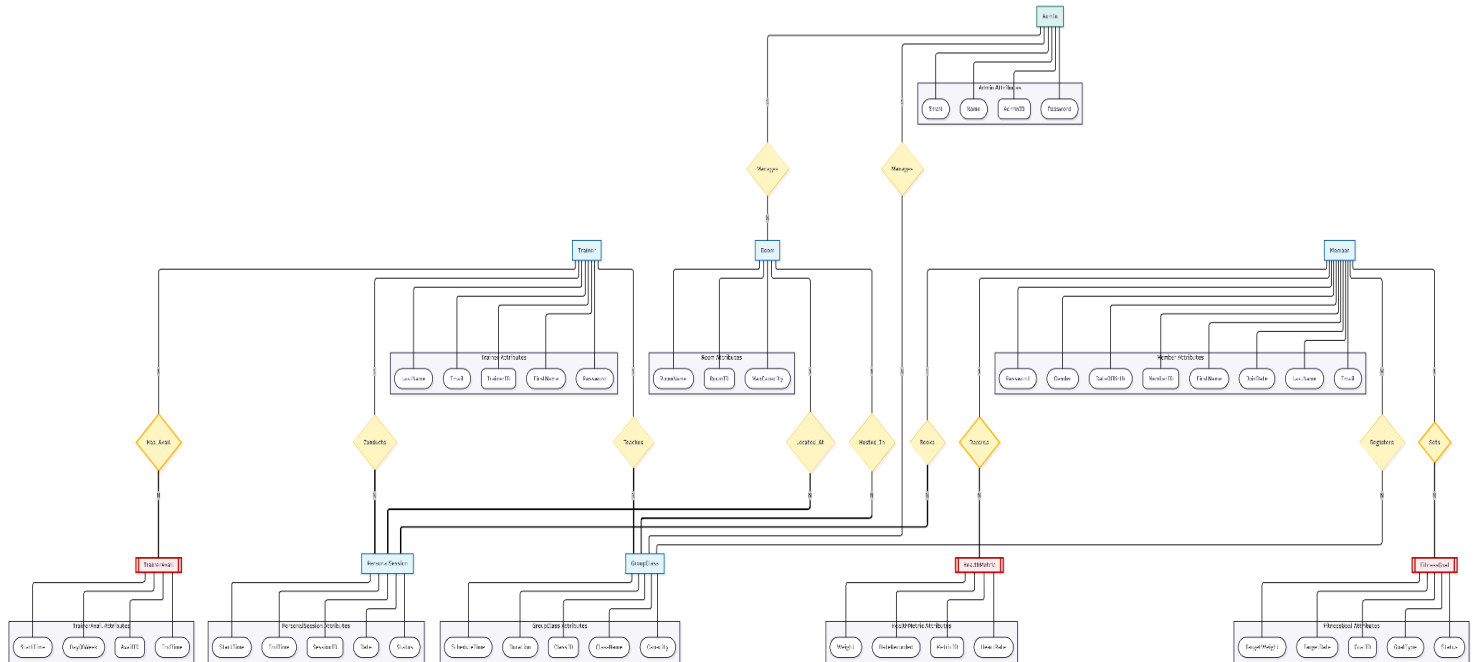 Admin
Admin Attributes
Email
Name
AdminID
Password
Manages
Manages
N
Trainer
Room
Member
Trainer Attributes
LastName
Email
TrainerID
FirstName
Password
Room Attributes
RoomName
RoomID
MaxCapacity
Member Attributes
Password
Gender
DateOfBirth
MemberID
FirstName
JoinDate
LastName
Email
Has_Avail
Conducts
Teaches
Located_At
Hosted_In
Books
Registers
Sets
N
N
N
N
N
N
N
N
N
TrainerAvail
PersonalSession
GroupClass
HealthMetric
FitnessGoal
TrainerAvail Attributes
StartTime
DayOfWeek
AvailID
EndTime
PersonalSession Attributes
StartTime
EndTime
SessionID
Date
Status
GroupClass Attributes
ScheduleTime
Duration
ClassID
ClassName
Capacity
HealthMetric Attributes
Weight
DateRecorded
MetricID
HeartRate
FitnessGoal Attributes
TargetWeight
TargetDate
GoalID
GoalType
Status